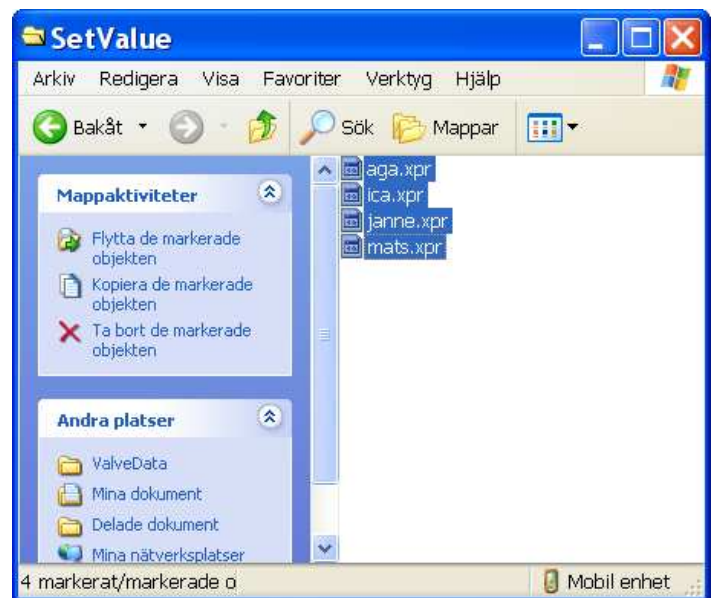 SetValue
Arkiv Redigera Visa Favoriter Verktyg Hjälp
Bakåt Sök Mappar
Mappaktiviteter
Flytta de markerade
objekten
Kopiera de markerade
objekten
Ta bort de markerade
objekten
Andra platser
ValveData
Mina dokument
Delade dokument
Mina nätverksplatser
aga.xpr
ica.xpr
janne.xpr
mats.xpr
4 markerat/markerade o
Mobil enhet